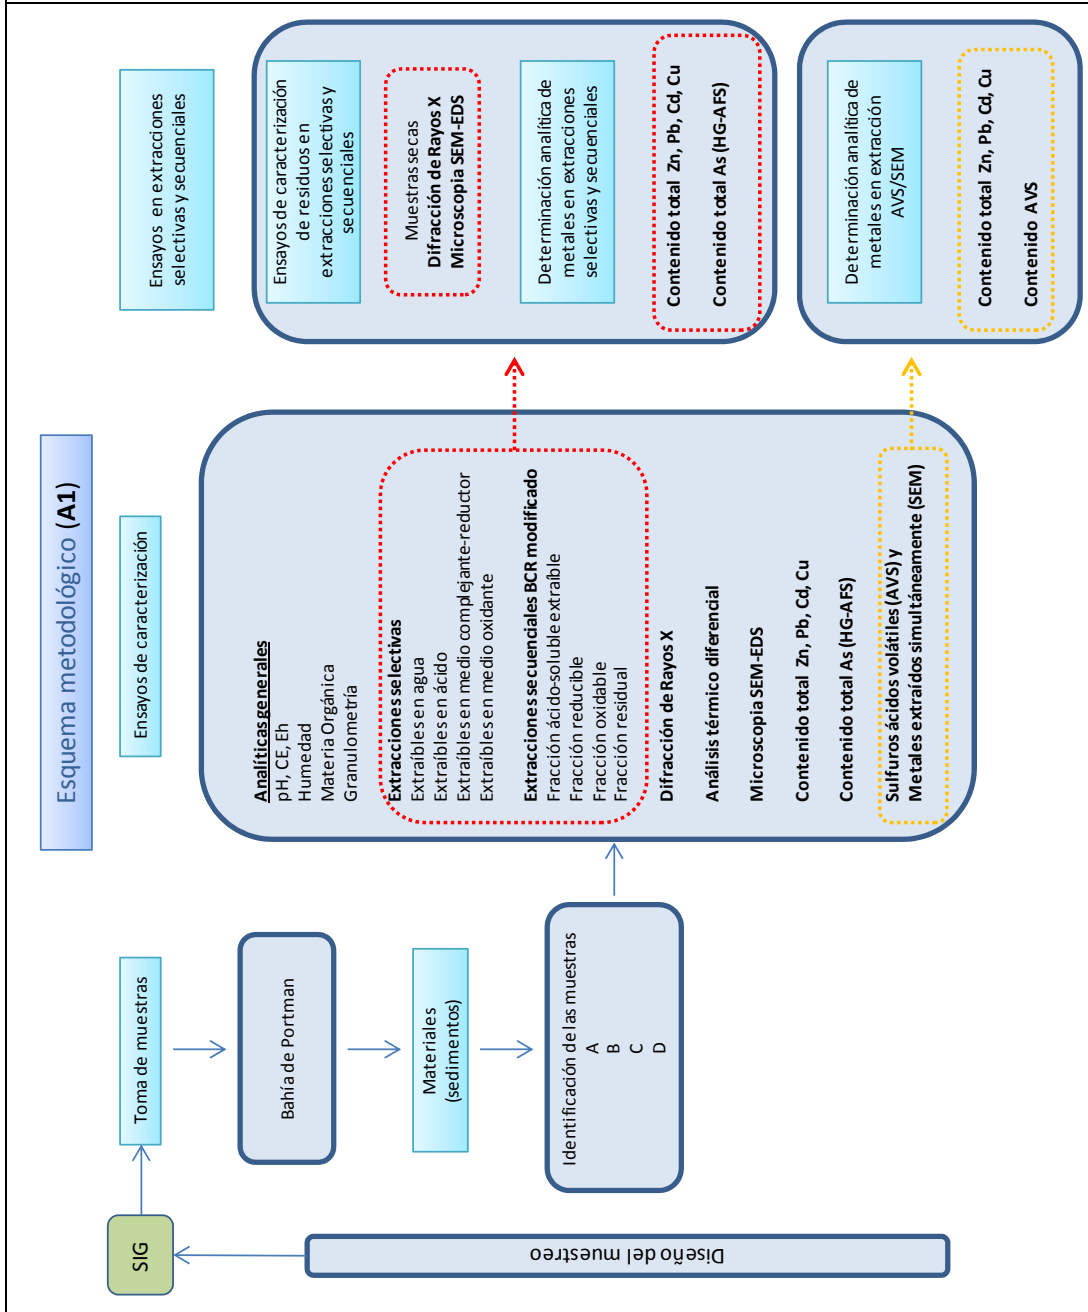 Esquema metodológico (A1)
Diseño del muestreo
SIG
Toma de muestras
Bahía de Portman
Materiales
(sedimentos)
Identificación de las muestras
A
B
C
D
Ensayos de caracterización
Analíticas generales
pH, CE, Eh
Humedad
Materia Orgánica
Granulometría
Extracciones selectivas
Extraíbles en agua
Extraíbles en ácido
Extraíbles en medio complejante-reductor
Extraíbles en medio oxidante
Extracciones secuenciales BCR modificado
Fracción ácido-soluble extraíble
Fracción reducible
Fracción oxidable
Fracción residual
Difracción de Rayos X
Análisis térmico diferencial
Microscopia SEM-EDS
Contenido total Zn, Pb, Cd, Cu
Contenido total As (HG-AFS)
Sulfuros ácidos volátiles (AVS) y
Metales extraídos simultáneamente (SEM)
Ensayos en extracciones
selectivas y secuenciales
Ensayos de caracterización
de residuos en
extracciones selectivas y
secuenciales
Muestras secas
Difracción de Rayos X
Microscopia SEM-EDS
Determinación analítica de
metales en extracciones
selectivas y secuenciales
Contenido total Zn, Pb, Cd, Cu
Contenido total As (HG-AFS)
Determinación analítica de
metales en extracción
AVS/SEM
Contenido total Zn, Pb, Cd, Cu
Contenido AVS